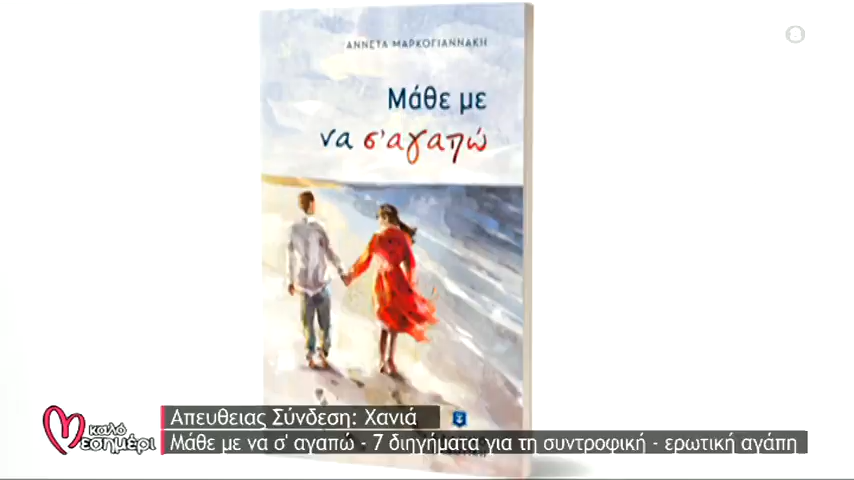 ΑΝΝΕΤΑ ΜΑΡΚΟΓΙΑΝΝΑΚΗ
Μάθε με
να σ'αγαπώ
καλό
μεσημέρι
Απευθειας Σύνδεση: Χανιά
Μάθε με να σ' αγαπώ - 7 διηγήματα για τη συντροφική - ερωτική αγάπη